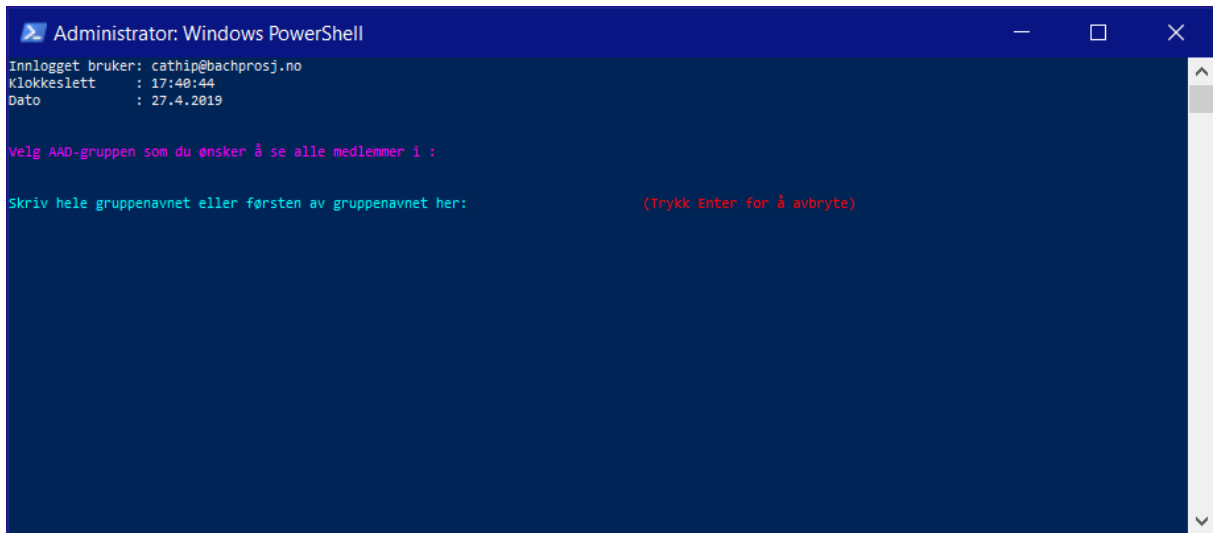 Administrator: Windows PowerShell
Innlogget bruker: cathip@bachprosj.no
Klokkeslett : 17:40:44
Dato : 27.4.2019
Velg AAD-gruppen som du ønsker å se alle medlemmer i :
Skriv hele gruppenavnet eller førsten av gruppenavnet her: (Trykk Enter for å avbryte)